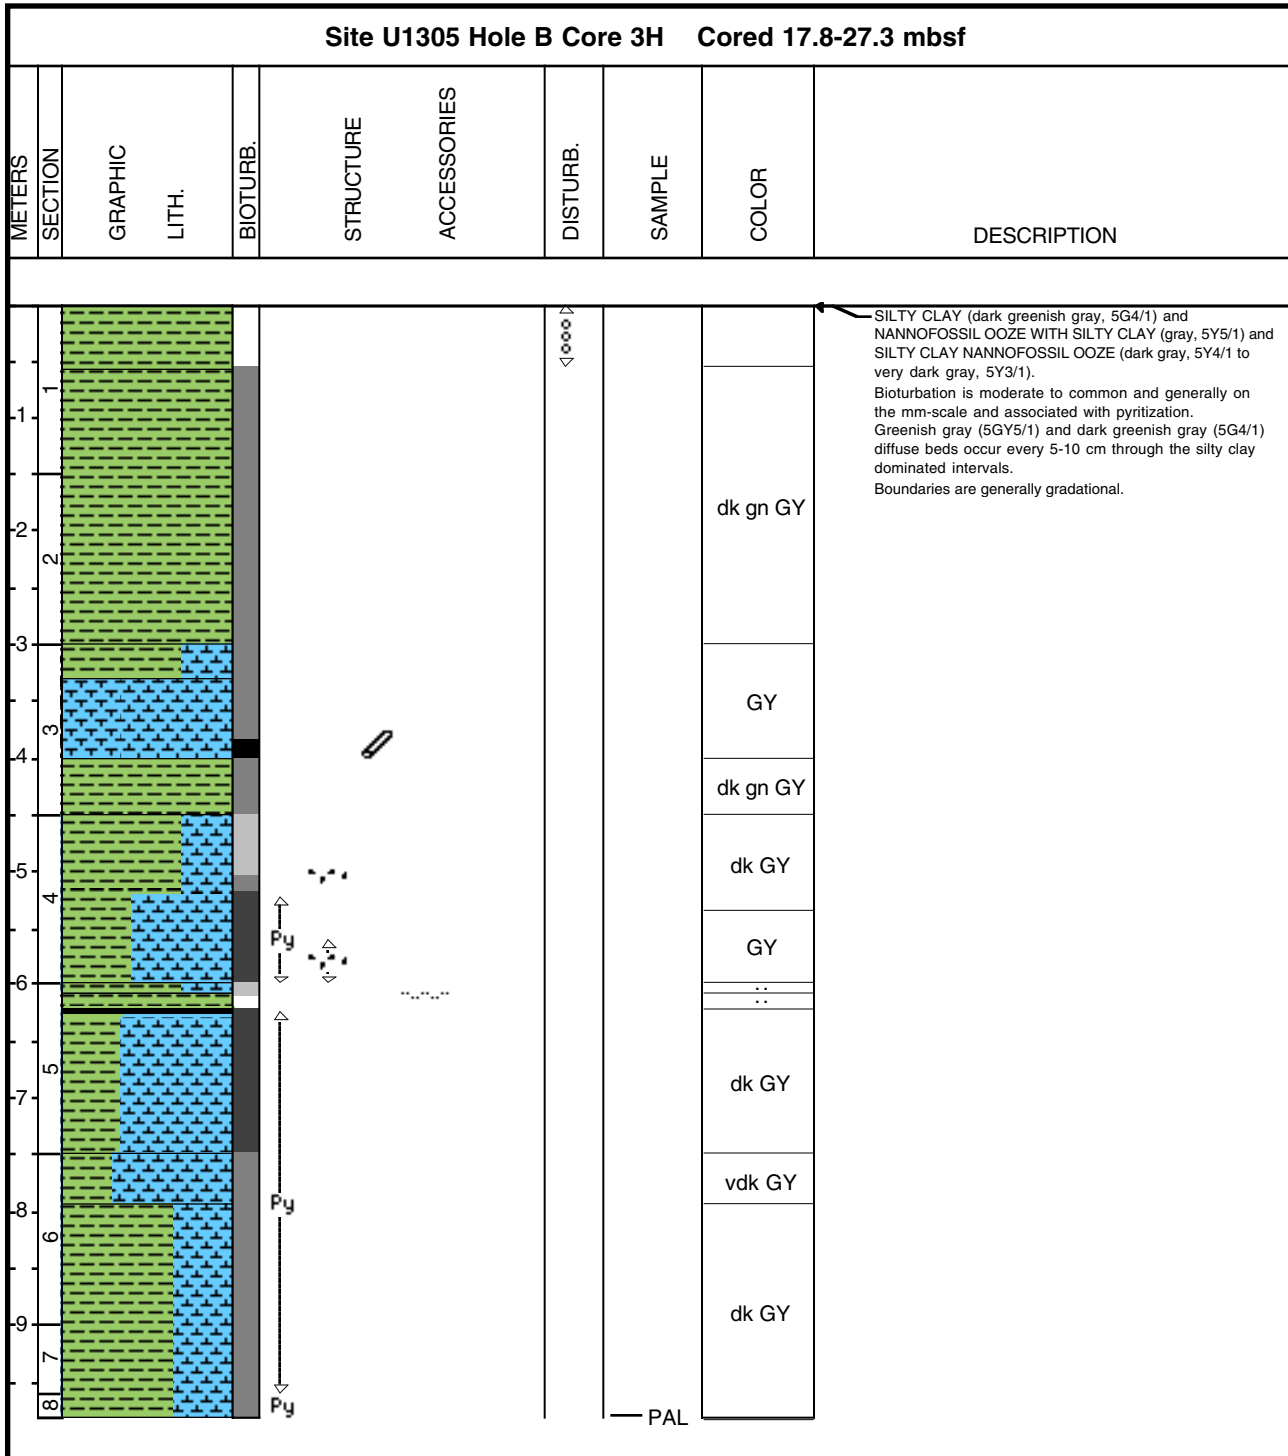 Site U1305 Hole B Core 3H Cored 17.8-27.3 mbsf
METERS
SECTION
GRAPHIC
LITH.
BIOTURB.
STRUCTURE
ACCESSORIES
DISTURB.
SAMPLE
COLOR
DESCRIPTION
SILTY CLAY (dark greenish gray, 5G4/1) and
NANNOFOSSIL OOZE WITH SILTY CLAY (gray, 5Y5/1) and
SILTY CLAY NANNOFOSSIL OOZE (dark gray, 5Y4/1 to
very dark gray, 5Y3/1).
Bioturbation is moderate to common and generally on
the mm-scale and associated with pyritization.
Greenish gray (5GY5/1) and dark greenish gray (5G4/1)
diffuse beds occur every 5-10 cm through the silty clay
dominated intervals.
Boundaries are generally gradational.
1
1
dk gn GY
2
2
3
GY
3
4
dk gn GY
dk GY
5
4
Py
GY
6
: :
: :
5
dk GY
7
vdk GY
Py
8
6
dk GY
9
7
8
Py
PAL